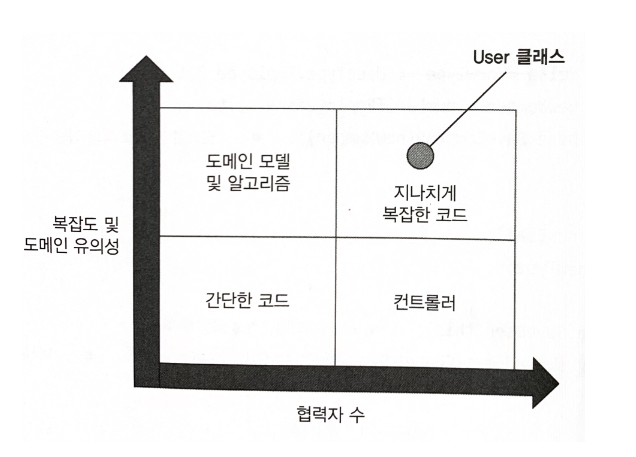 User 클래스
도메인 모델
및 알고리즘
지나치게
복잡한 코드
복잡도 및
도메인 유의성
간단한 코드
컨트롤러
협력자 수